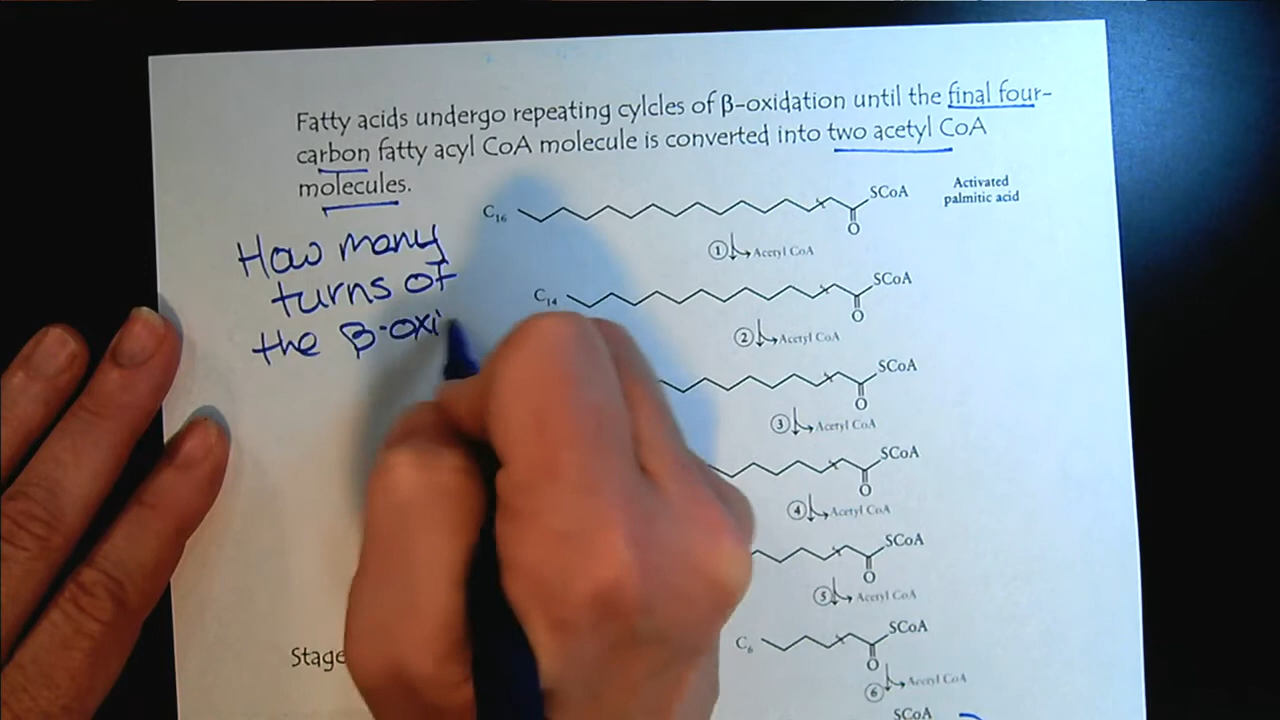 Fatty acids undergo repeating cylcles of β-oxidation until the final four-
carbon fatty acyl CoA molecule is converted into two acetyl CoA
molecules.
Activated
palmitic acid
C₁₆
SCoA
O
① Acetyl CoA
How many
turns of
the β-oxi
C₁₄
SCoA
O
② Acetyl CoA
SCoA
O
③ Acetyl CoA
SCoA
O
④ Acetyl CoA
SCoA
O
⑤ Acetyl CoA
C₆
SCoA
O
⑥ Acetyl CoA
Stage
SCoA